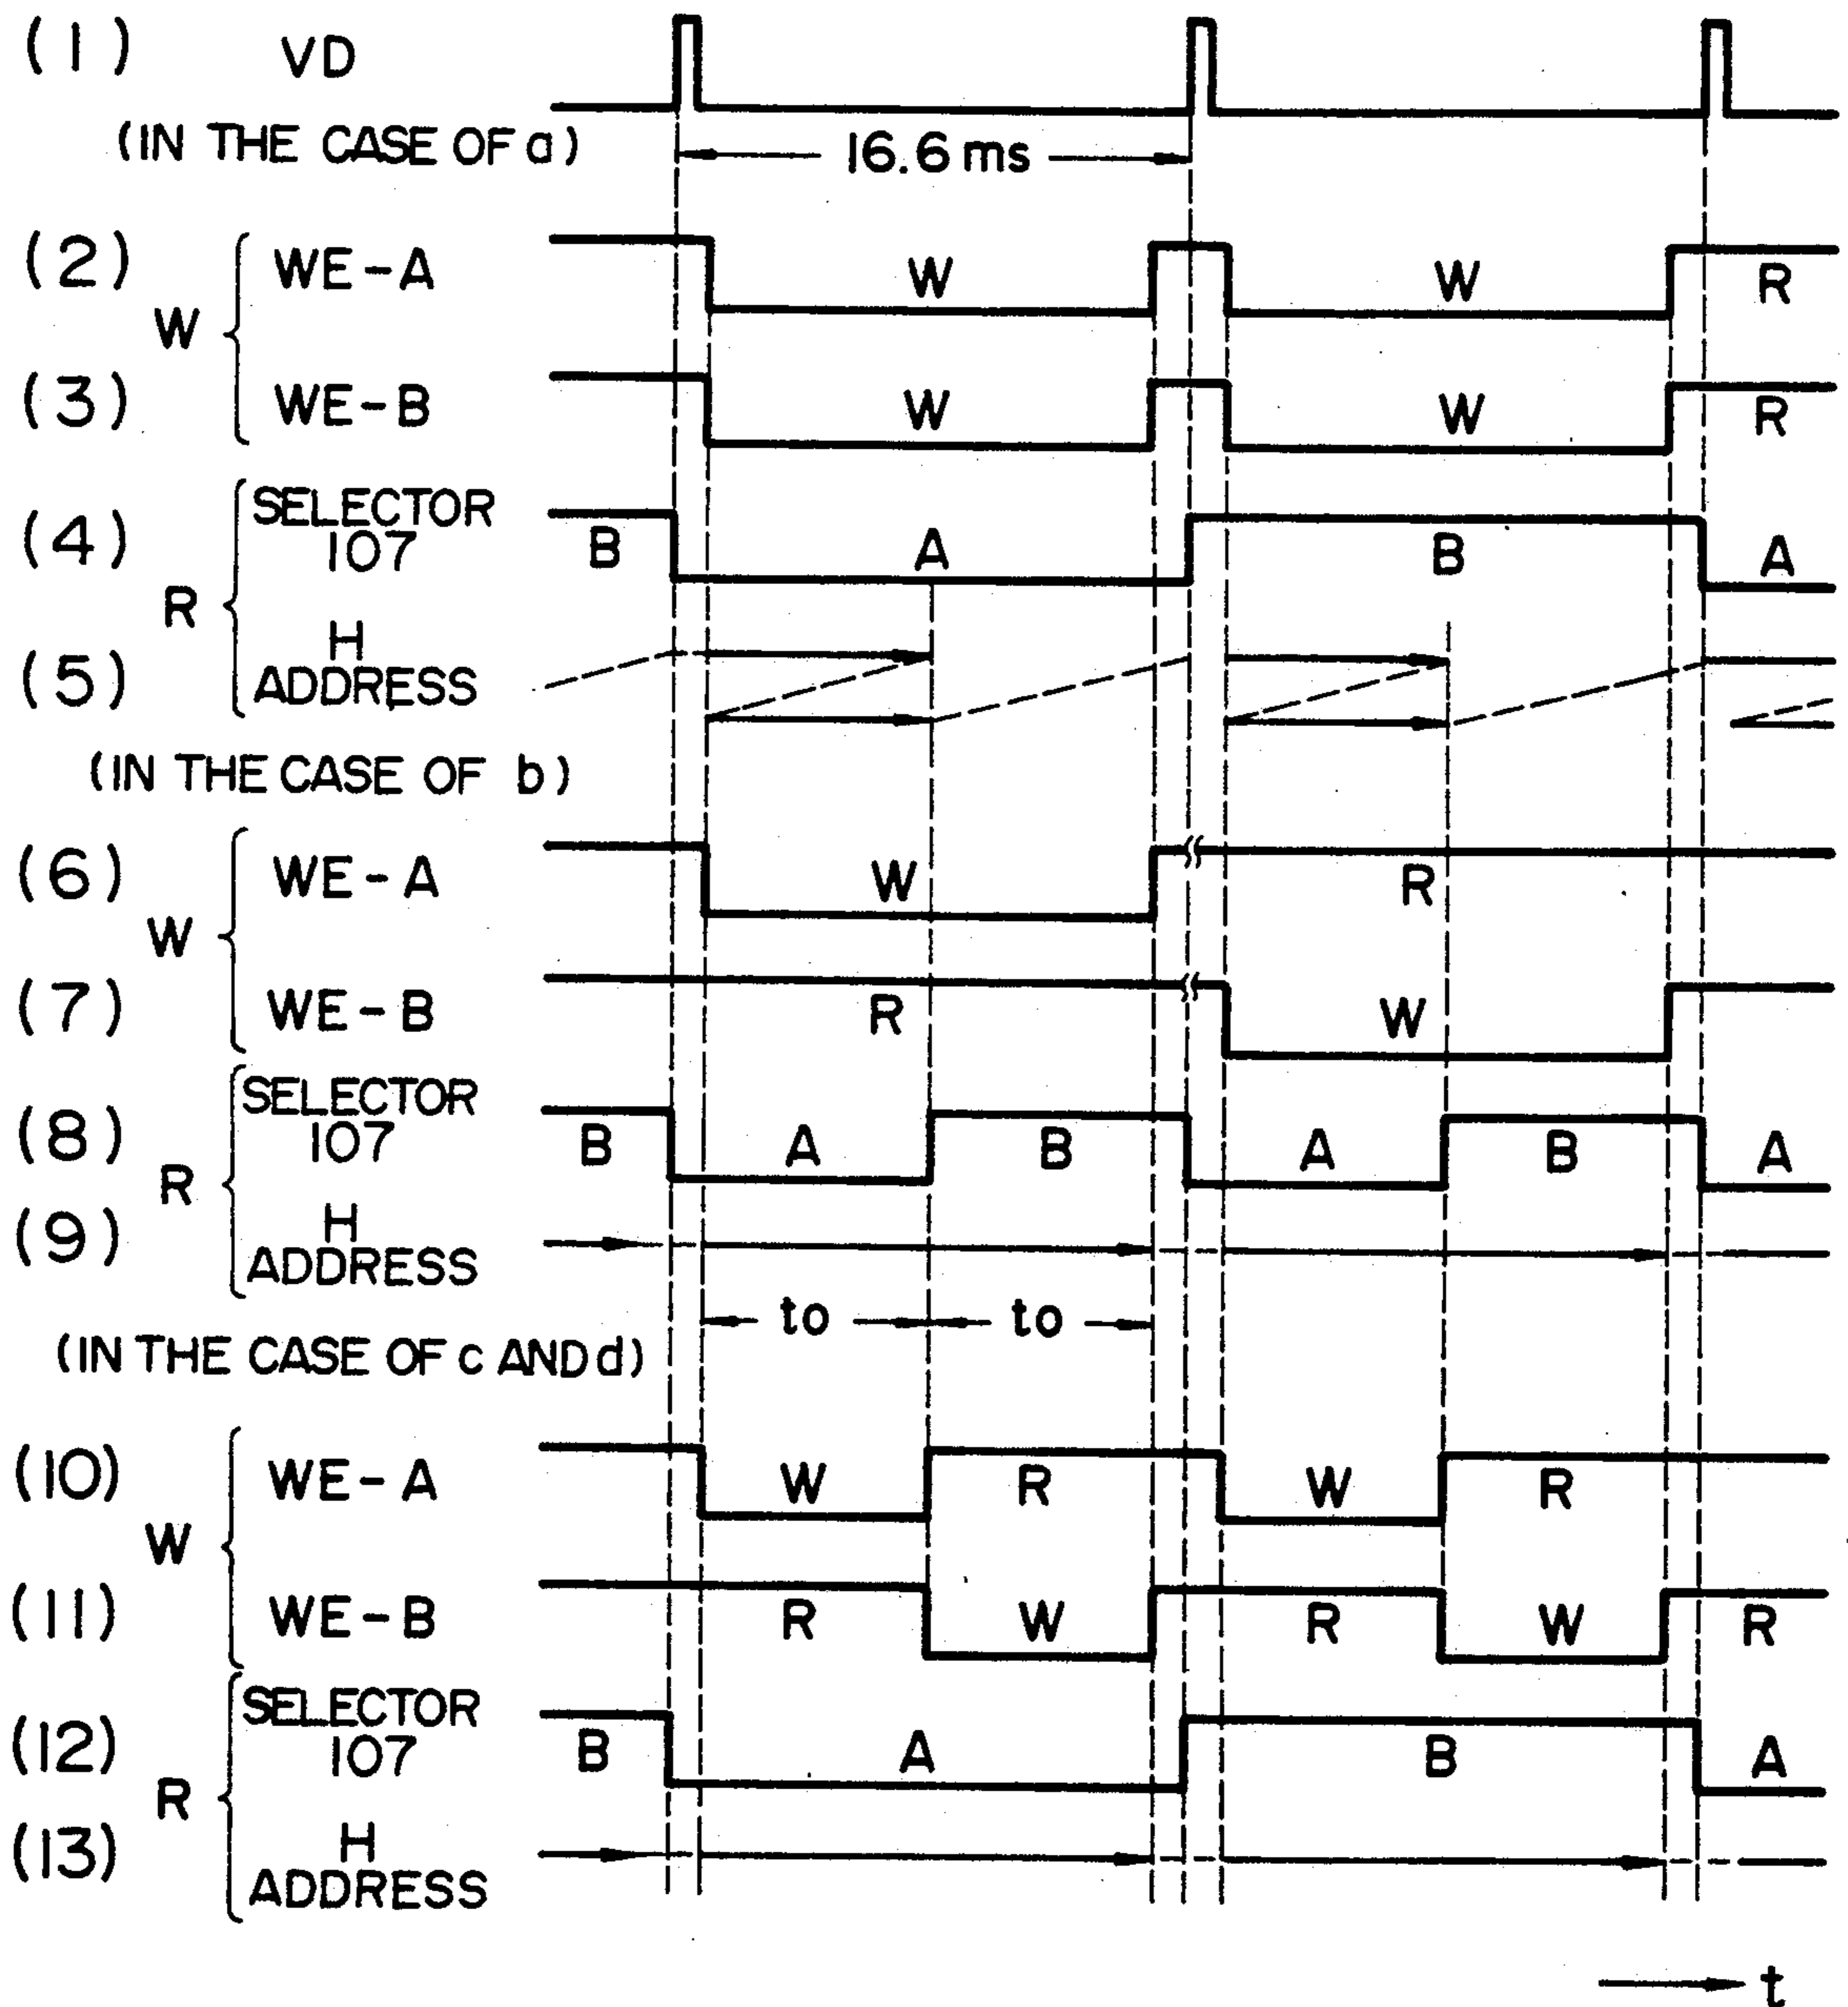 (1) VD
(IN THE CASE OF a)
16.6 ms
(2) WE-A W W R
W
(3) WE-B W W R
(4) SELECTOR 107 B A B A
R
(5) H ADDRESS
(IN THE CASE OF b)
(6) WE-A W R
W
(7) WE-B R W
(8) SELECTOR 107 B A B A B A
R
(9) H ADDRESS
to to
(IN THE CASE OF c AND d)
(10) WE-A W R W R
W
(11) WE-B R W R W R
(12) SELECTOR 107 B A B A
R
(13) H ADDRESS
t